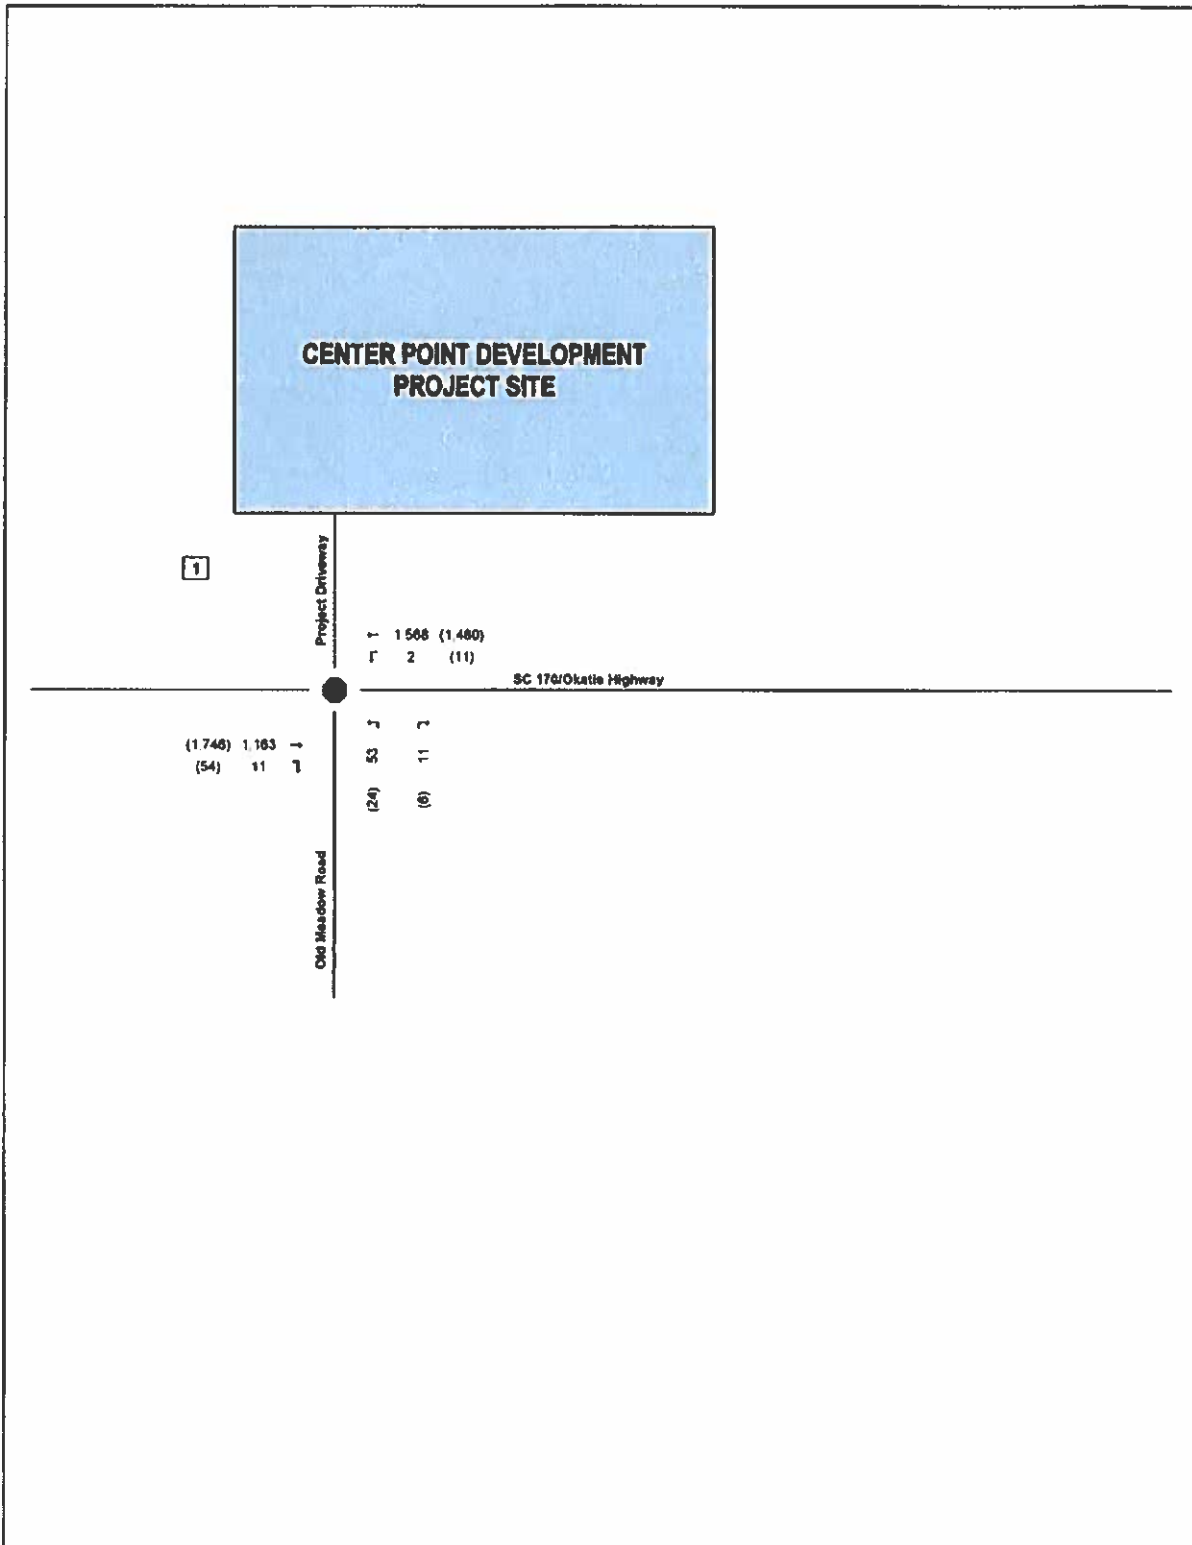 CENTER POINT DEVELOPMENT
PROJECT SITE
1
Project Driveway
← 1,568 (1,480)
2 (11)
SC 170/Okatie Highway
(1,746) 1,163 →
(54) 11
53 11
(24) (6)
Old Meadow Road